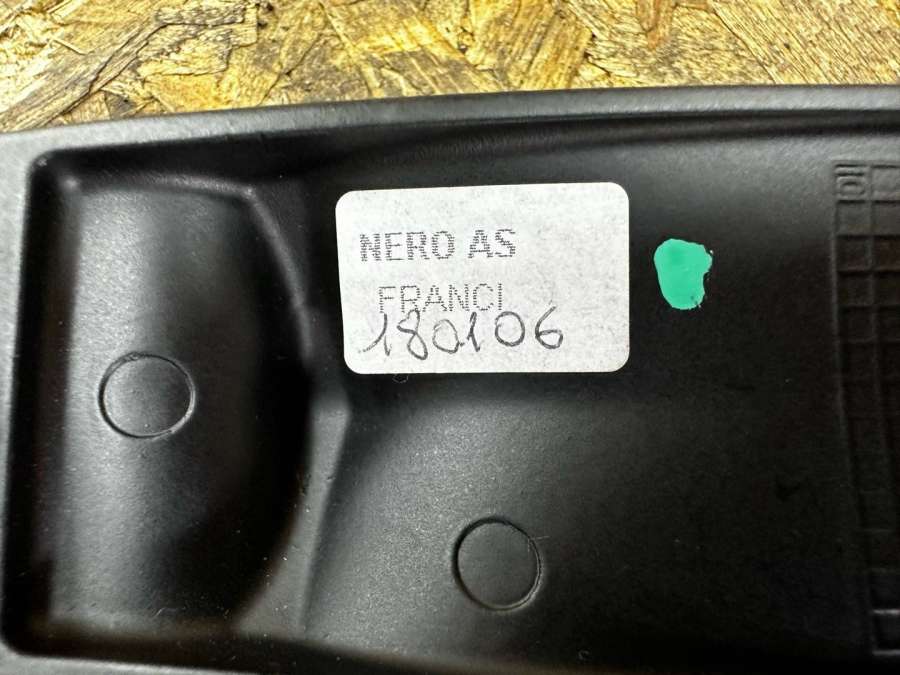 NERO AS
FRANCI
180106